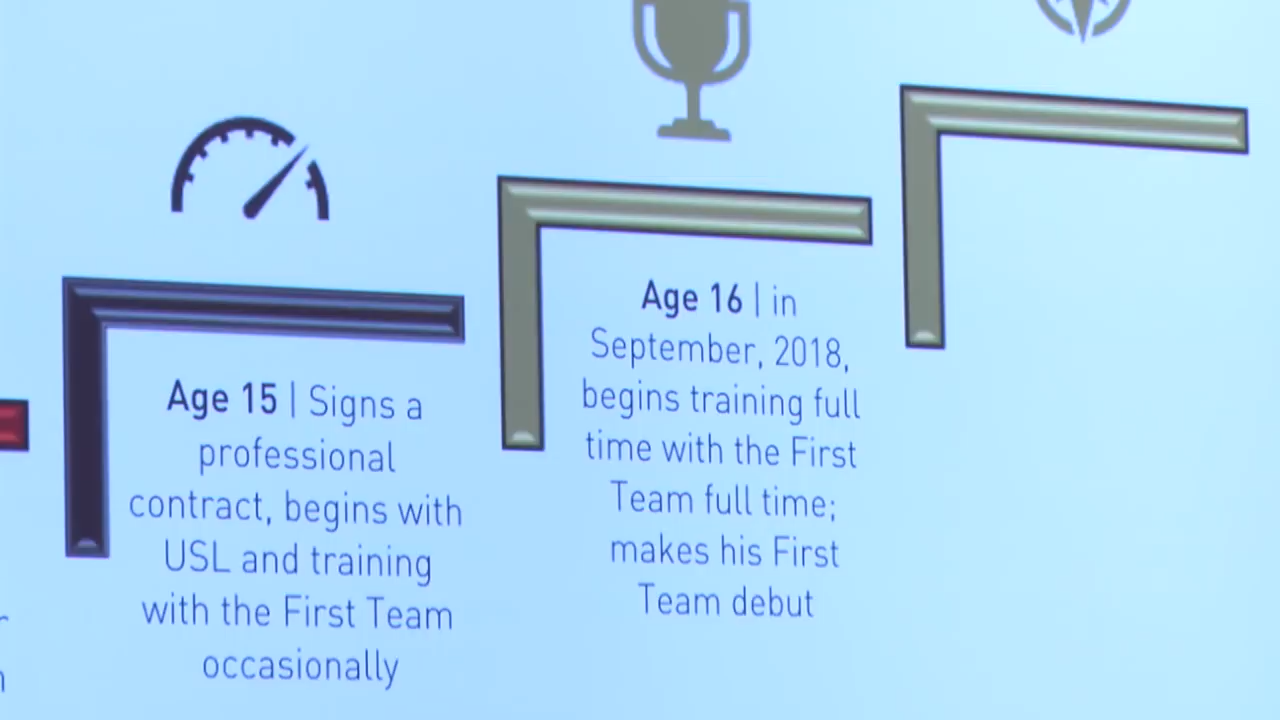 Age 15 | Signs a
professional
contract, begins with
USL and training
with the First Team
occasionally
Age 16 | in
September, 2018,
begins training full
time with the First
Team full time;
makes his First
Team debut